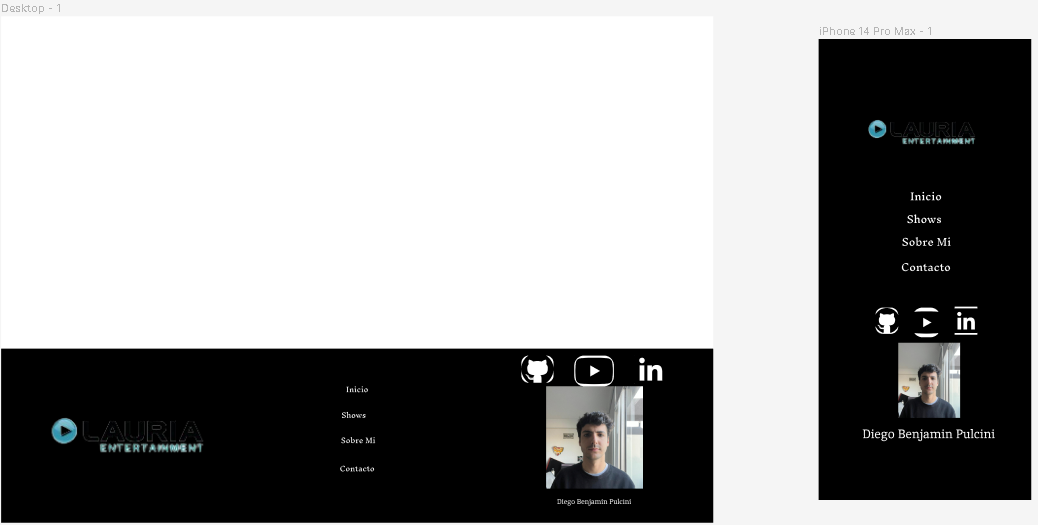 Desktop - 1
iPhone 14 Pro Max - 1
LAURIA
ENTERTAINMENT
Inicio
Shows
Sobre Mi
Contacto
in
Diego Benjamin Pulcini
LAURIA
ENTERTAINMENT
Inicio
Shows
Sobre Mi
Contacto
in
Diego Benjamin Pulcini